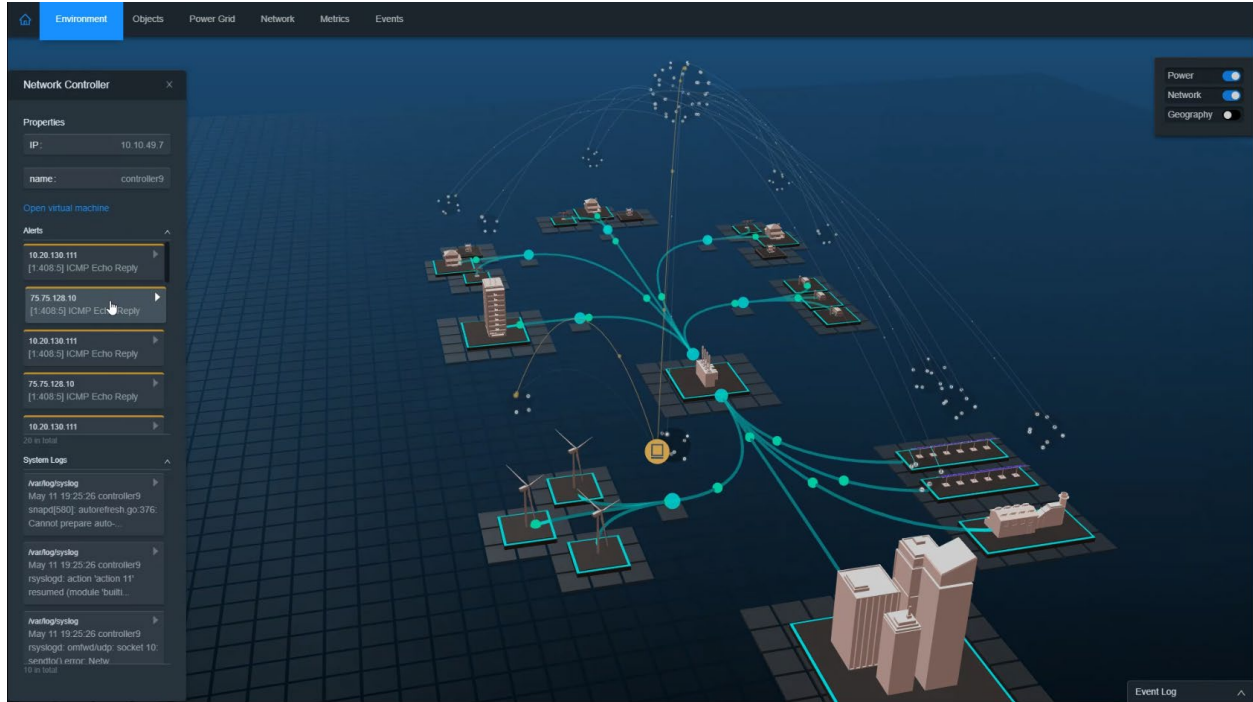 Environment Objects Power Grid Network Metrics Events
Network Controller
Properties
IP: 10.10.49.7
name: controller9
Open virtual machine
Alerts
10.20.130.111
[1:408:5] ICMP Echo Reply
75.75.128.10
[1:408:5] ICMP Echo Reply
10.20.130.111
[1:408:5] ICMP Echo Reply
75.75.128.10
[1:408:5] ICMP Echo Reply
10.20.130.111
20 in total
System Logs
/var/log/syslog
May 11 19:25:26 controller9
snapd[580]: autorefresh.go:376:
Cannot prepare auto-...
/var/log/syslog
May 11 19:25:26 controller9
rsyslogd: action 'action 11'
resumed (module 'builti...
/var/log/syslog
May 11 19:25:26 controller9
rsyslogd: omfwd/udp: socket 10:
sendto() error: Netw...
10 in total
Power
Network
Geography
Event Log